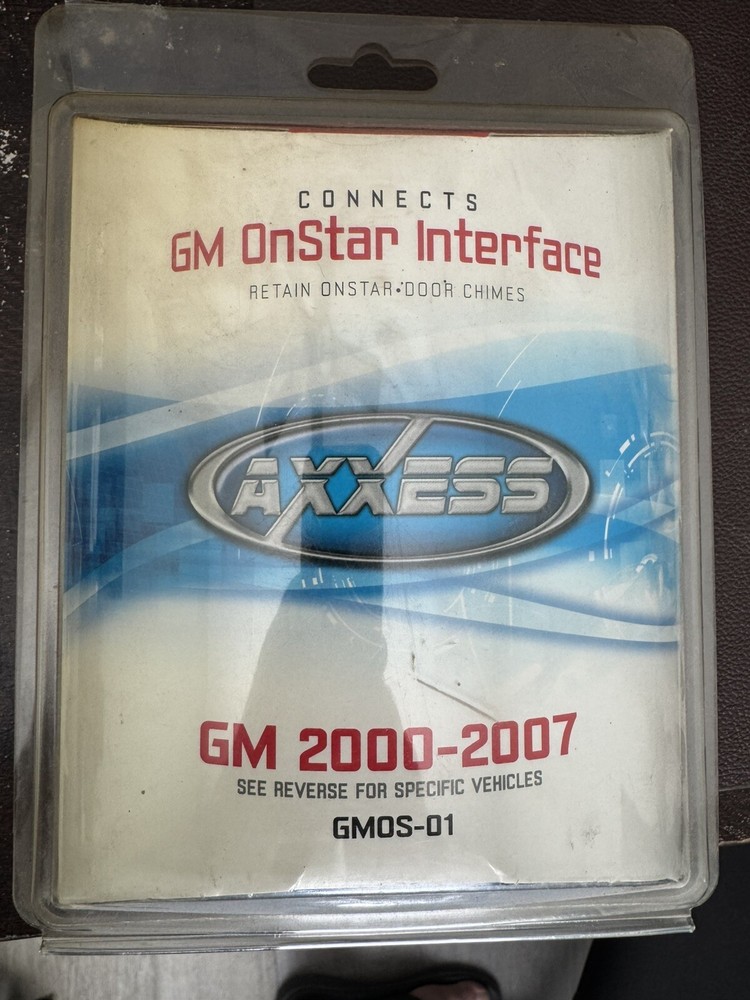 CONNECTS
GM OnStar Interface
RETAIN ONSTAR•DOOR CHIMES
AXXESS
GM 2000-2007
SEE REVERSE FOR SPECIFIC VEHICLES
GMOS-01